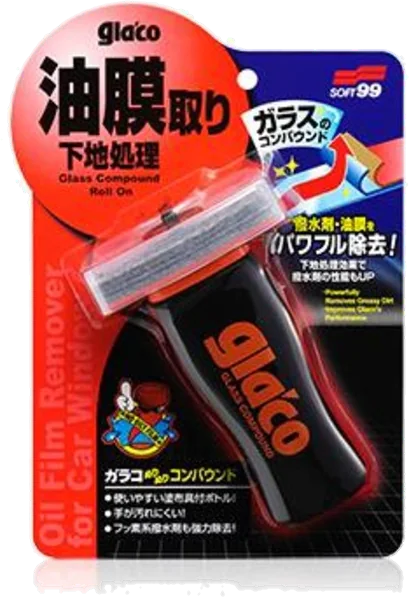 glaco
油膜取り
下地処理
Glass Compound
Roll On
SOFT99
ガラスの
コンパウンド
撥水剤・油膜を
パワフル除去!
下地処理効果で
撥水剤の性能もUP
·Powerfully
Removes Greasy Dirt
Improves Glaco's
Performance
Oil Film Remover
for Car Windo
glaco
GLASS COMPOUND
ガラコぬりぬりコンパウンド
●使いやすい塗布具付ボトル!
●手が汚れにくい!
●フッ素系撥水剤も強力除去!